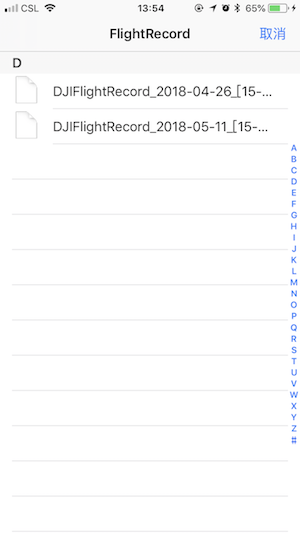 CSL 13:54 65%
FlightRecord 取消
D
DJIFlightRecord_2018-04-26_[15-...
DJIFlightRecord_2018-05-11_[15-...
A
B
C
D
E
F
G
H
I
J
K
L
M
N
O
P
Q
R
S
T
U
V
W
X
Y
Z
#